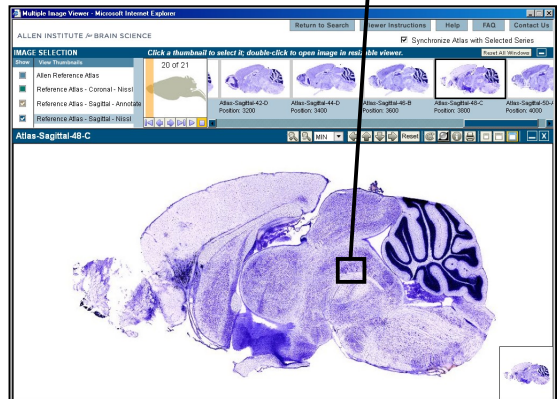 Multiple Image Viewer - Microsoft Internet Explorer
Return to Search Viewer Instructions Help FAQ Contact Us
ALLEN INSTITUTE for BRAIN SCIENCE
Synchronize Atlas with Selected Series
IMAGE SELECTION Click a thumbnail to select it; double-click to open image in resizable viewer. Reset All Windows
Show View Thumbnails
20 of 21
Allen Reference Atlas
Reference Atlas - Coronal - Nissl
Reference Atlas - Sagittal - Annotate
Reference Atlas - Sagittal - Nissl
Atlas-Sagittal-42-D
Position: 3200
Atlas-Sagittal-44-D
Position: 3400
Atlas-Sagittal-46-B
Position: 3600
Atlas-Sagittal-48-C
Position: 3800
Atlas-Sagittal-50-A
Position: 4000
Atlas-Sagittal-48-C MIN Reset